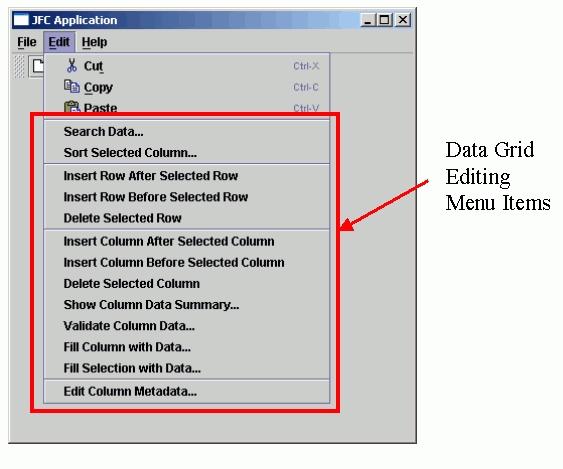 JFC Application
File Edit Help
Cut Ctrl-X
Copy Ctrl-C
Paste Ctrl-V
Search Data...
Sort Selected Column...
Insert Row After Selected Row
Insert Row Before Selected Row
Delete Selected Row
Insert Column After Selected Column
Insert Column Before Selected Column
Delete Selected Column
Show Column Data Summary...
Validate Column Data...
Fill Column with Data...
Fill Selection with Data...
Edit Column Metadata...
Data Grid
Editing
Menu Items